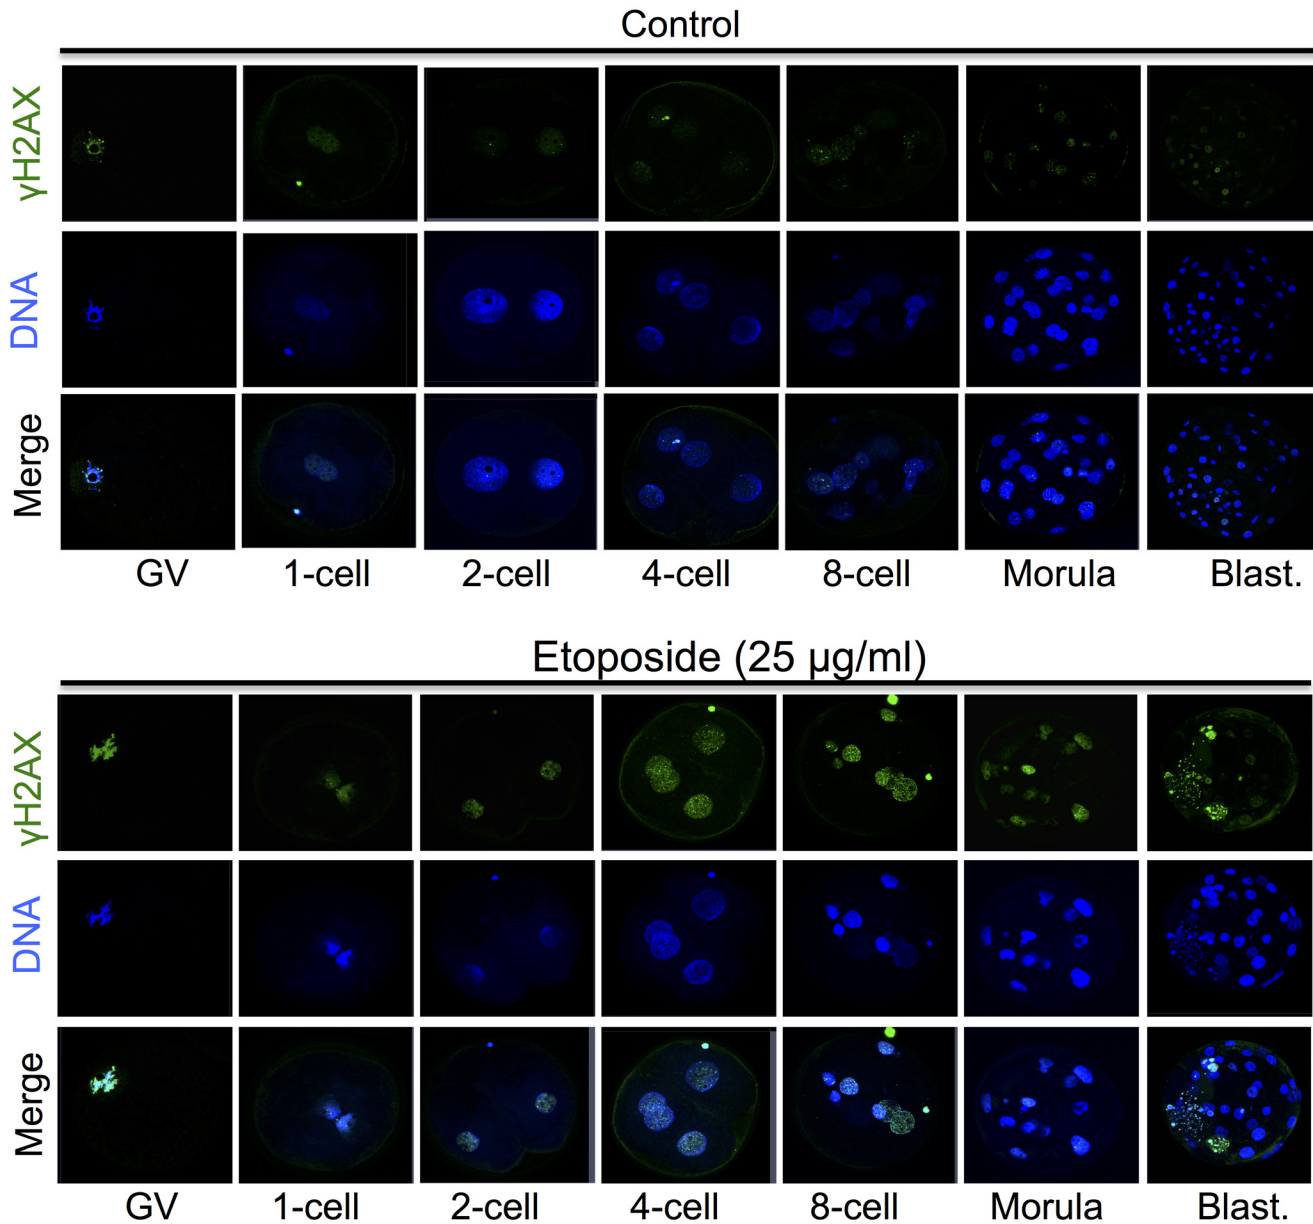 Control
γH2AX
DNA
Merge
GV 1-cell 2-cell 4-cell 8-cell Morula Blast.
Etoposide (25 μg/ml)
γH2AX
DNA
Merge
GV 1-cell 2-cell 4-cell 8-cell Morula Blast.